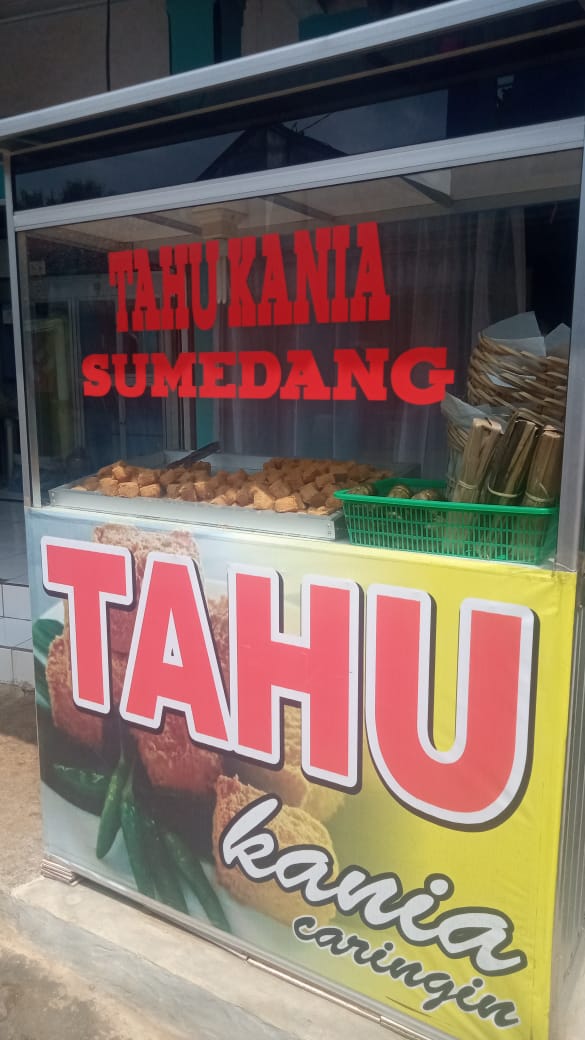 TAHU KANIA
SUMEDANG
TAHU
kania
caringin